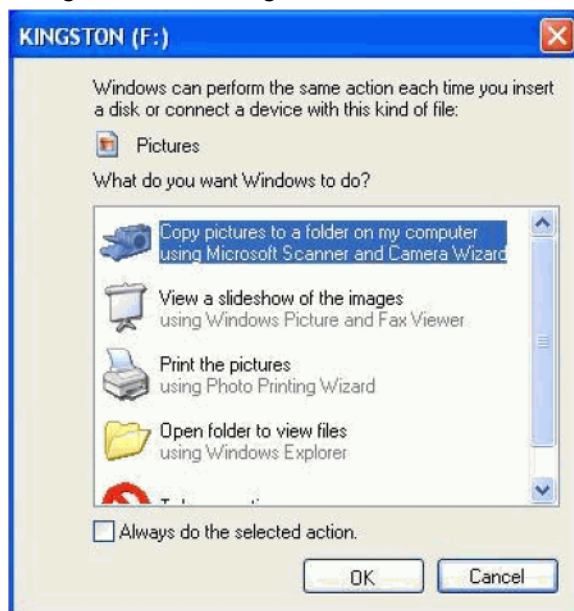 KINGSTON (F:)
Windows can perform the same action each time you insert
a disk or connect a device with this kind of file:
Pictures
What do you want Windows to do?
Copy pictures to a folder on my computer
using Microsoft Scanner and Camera Wizard
View a slideshow of the images
using Windows Picture and Fax Viewer
Print the pictures
using Photo Printing Wizard
Open folder to view files
using Windows Explorer
Always do the selected action.
OK
Cancel